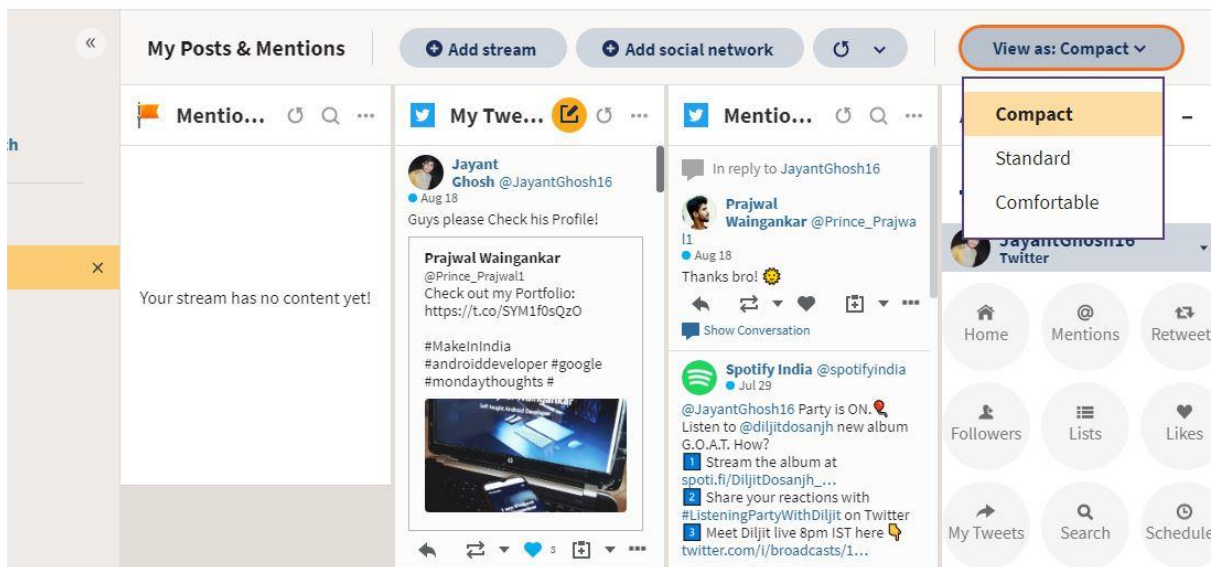 «
My Posts & Mentions
Add stream
Add social network
View as: Compact
Compact
Standard
Comfortable
h
Mentio...
Your stream has no content yet!
My Twe...
Jayant
Ghosh @JayantGhosh16
Aug 18
Guys please Check his Profile!
Prajwal Waingankar
@Prince_Prajwal1
Check out my Portfolio:
https://t.co/SYM1f0sQzO
#MakeInIndia
#androiddeveloper #google
#mondaythoughts #
Self taught Android Developer
3
Mentio...
In reply to JayantGhosh16
Prajwal
Waingankar @Prince_Prajwa
l1
Aug 18
Thanks bro!
Show Conversation
Spotify India @spotifyindia
Jul 29
@JayantGhosh16 Party is ON.
Listen to @diljitdosanjh new album
G.O.A.T. How?
1 Stream the album at
spoti.fi/DiljitDosanjh_...
2 Share your reactions with
#ListeningPartyWithDiljit on Twitter
3 Meet Diljit live 8pm IST here
twitter.com/i/broadcasts/1...
JayantGhosh16
Twitter
Home
@
Mentions
Retweet
Followers
Lists
Likes
My Tweets
Search
Schedule